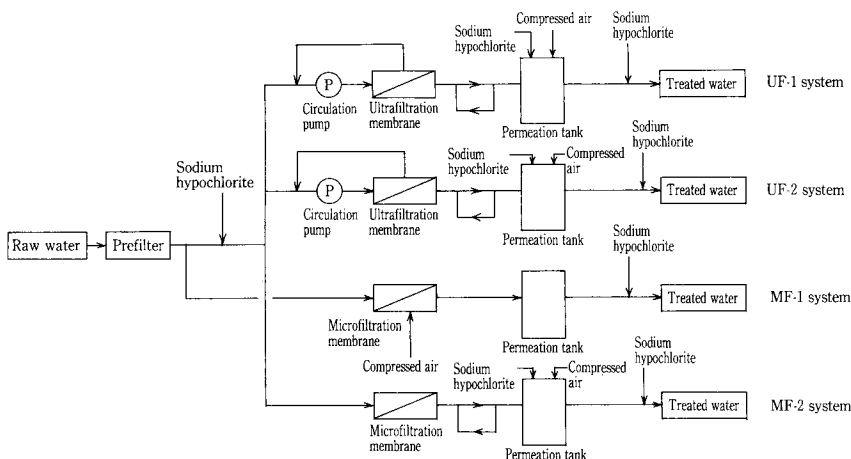 Compressed air
Sodium
hypochlorite
Sodium
hypochlorite
P
Circulation
pump
Ultrafiltration
membrane
Permeation tank
Treated water
UF-1 system
Sodium
hypochlorite
Sodium
hypochlorite
Compressed
air
Sodium
hypochlorite
P
Circulation
pump
Ultrafiltration
membrane
Permeation tank
Treated water
UF-2 system
Raw water
Prefilter
Sodium
hypochlorite
Microfiltration
membrane
Compressed air
Permeation tank
Treated water
MF-1 system
Sodium
hypochlorite
Compressed
air
Sodium
hypochlorite
Microfiltration
membrane
Permeation tank
Treated water
MF-2 system